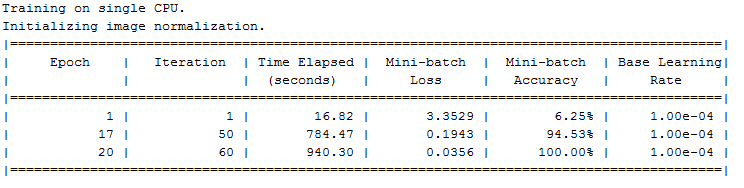 Training on single CPU.
Initializing image normalization.
|=========================================================================================|
|     Epoch    |   Iteration  | Time Elapsed |  Mini-batch  |  Mini-batch  | Base Learning|
|              |              |  (seconds)   |     Loss     |   Accuracy   |     Rate     |
|=========================================================================================|
|            1 |            1 |        16.82 |       3.3529 |        6.25% |     1.00e-04 |
|           17 |           50 |       784.47 |       0.1943 |       94.53% |     1.00e-04 |
|           20 |           60 |       940.30 |       0.0356 |      100.00% |     1.00e-04 |
|=========================================================================================|